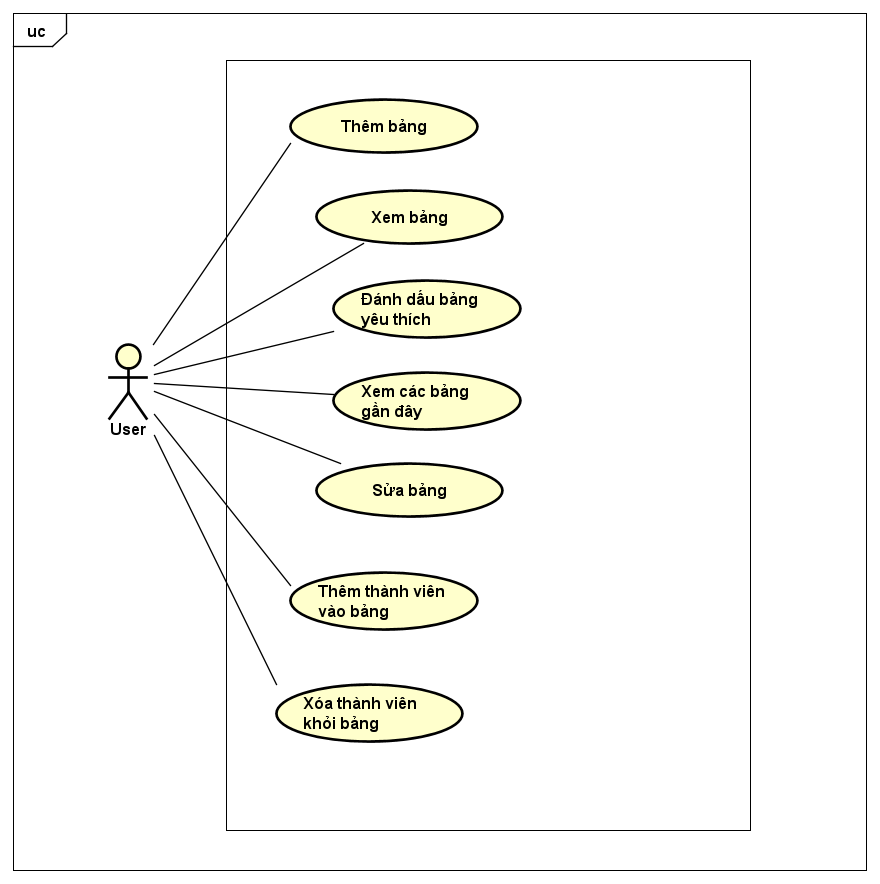 uc
Thêm bảng
Xem bảng
Đánh dấu bảng
yêu thích
Xem các bảng
gần đây
User
Sửa bảng
Thêm thành viên
vào bảng
Xóa thành viên
khỏi bảng